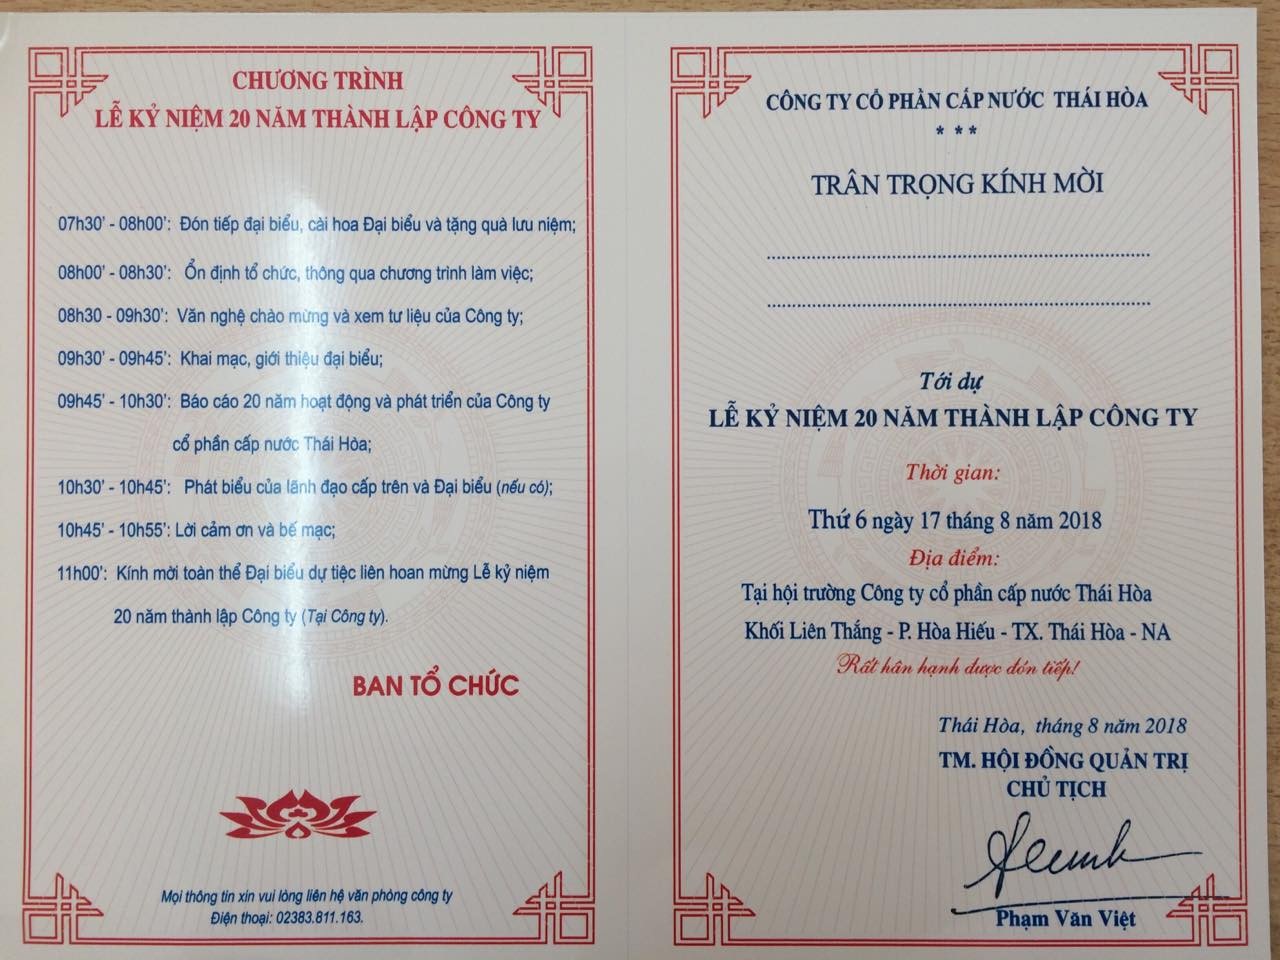 CHƯƠNG TRÌNH
LỄ KỶ NIỆM 20 NĂM THÀNH LẬP CÔNG TY
07h30' - 08h00': Đón tiếp đại biểu, cài hoa Đại biểu và tặng quà lưu niệm;
08h00' - 08h30': Ổn định tổ chức, thông qua chương trình làm việc;
08h30 - 09h30': Văn nghệ chào mừng và xem tư liệu của Công ty;
09h30' - 09h45': Khai mạc, giới thiệu đại biểu;
09h45' - 10h30': Báo cáo 20 năm hoạt động và phát triển của Công ty
cổ phần cấp nước Thái Hòa;
10h30' - 10h45': Phát biểu của lãnh đạo cấp trên và Đại biểu (nếu có);
10h45' - 10h55': Lời cảm ơn và bế mạc;
11h00': Kính mời toàn thể Đại biểu dự tiệc liên hoan mừng Lễ kỷ niệm
20 năm thành lập Công ty (Tại Công ty).
BAN TỔ CHỨC
Mọi thông tin xin vui lòng liên hệ văn phòng công ty
Điện thoại: 02383.811.163.
CÔNG TY CỔ PHẦN CẤP NƯỚC THÁI HÒA
* * *
TRÂN TRỌNG KÍNH MỜI
Tới dự
LỄ KỶ NIỆM 20 NĂM THÀNH LẬP CÔNG TY
Thời gian:
Thứ 6 ngày 17 tháng 8 năm 2018
Địa điểm:
Tại hội trường Công ty cổ phần cấp nước Thái Hòa
Khối Liên Thắng - P. Hòa Hiếu - TX. Thái Hòa - NA
Rất hân hạnh được đón tiếp!
Thái Hòa, tháng 8 năm 2018
TM. HỘI ĐỒNG QUẢN TRỊ
CHỦ TỊCH
Phạm Văn Việt